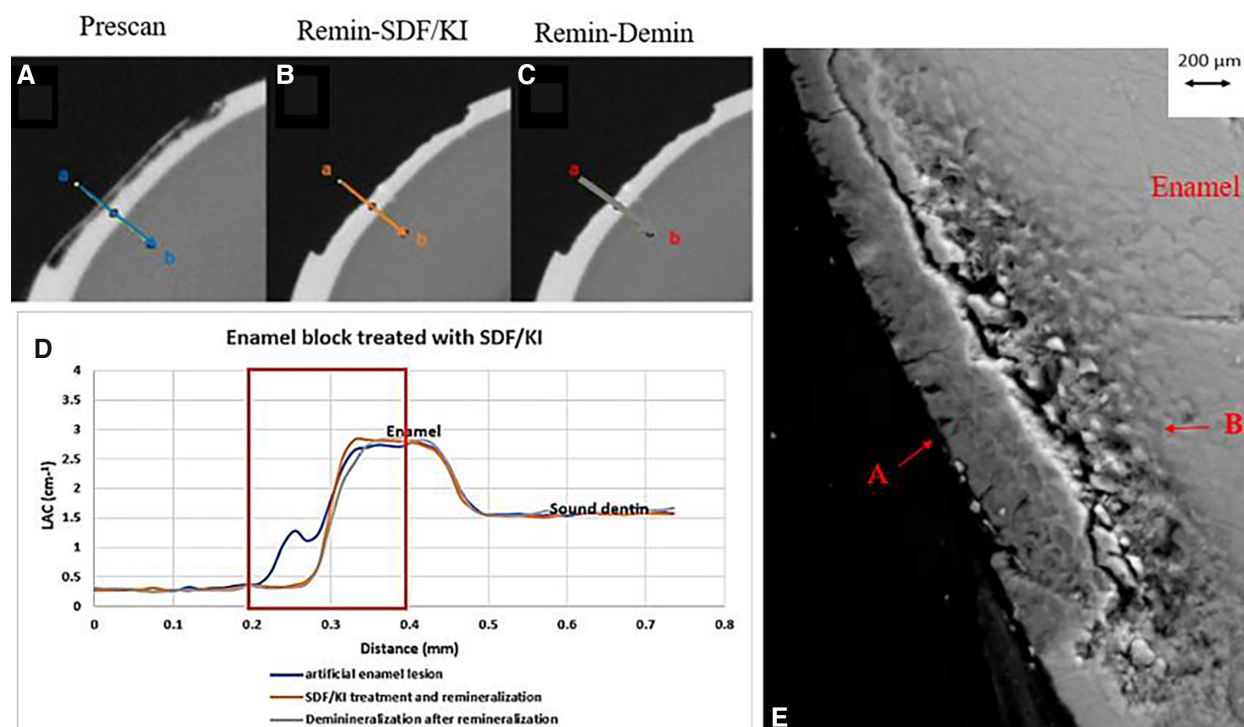 Prescan
Remin-SDF/KI
Remin-Demin
A
B
C
a
b
a
b
a
b
D
Enamel block treated with SDF/KI
4
3.5
3
2.5
2
1.5
1
0.5
0
LAC (cm-1)
Enamel
Sound dentin
0
0.1
0.2
0.3
0.4
0.5
0.6
0.7
0.8
Distance (mm)
artificial enamel lesion
SDF/KI treatment and remineralization
Deminineralization after remineralization
200 µm
Enamel
B
A
E